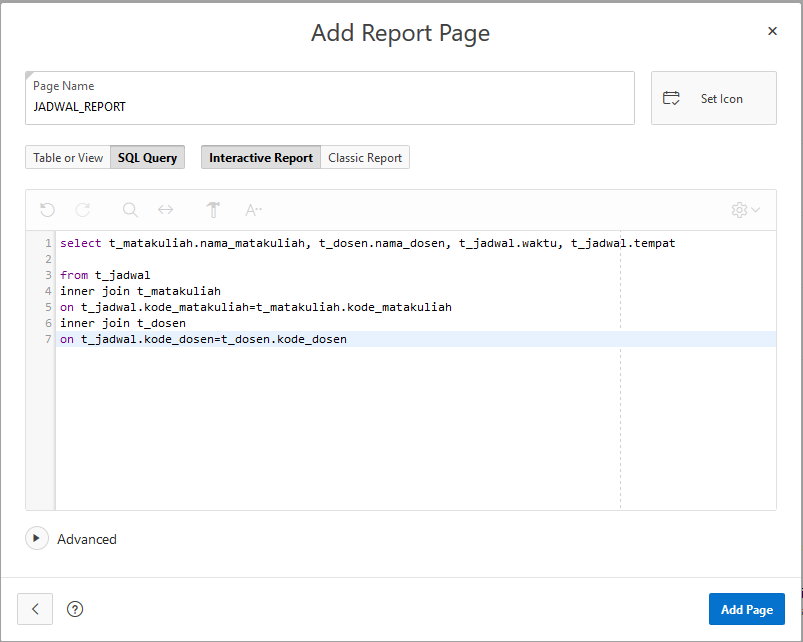 Add Report Page
Page Name
JADWAL_REPORT
Set Icon
Table or View SQL Query Interactive Report Classic Report
1 select t_matakuliah.nama_matakuliah, t_dosen.nama_dosen, t_jadwal.waktu, t_jadwal.tempat
2
3 from t_jadwal
4 inner join t_matakuliah
5 on t_jadwal.kode_matakuliah=t_matakuliah.kode_matakuliah
6 inner join t_dosen
7 on t_jadwal.kode_dosen=t_dosen.kode_dosen
Advanced
Add Page